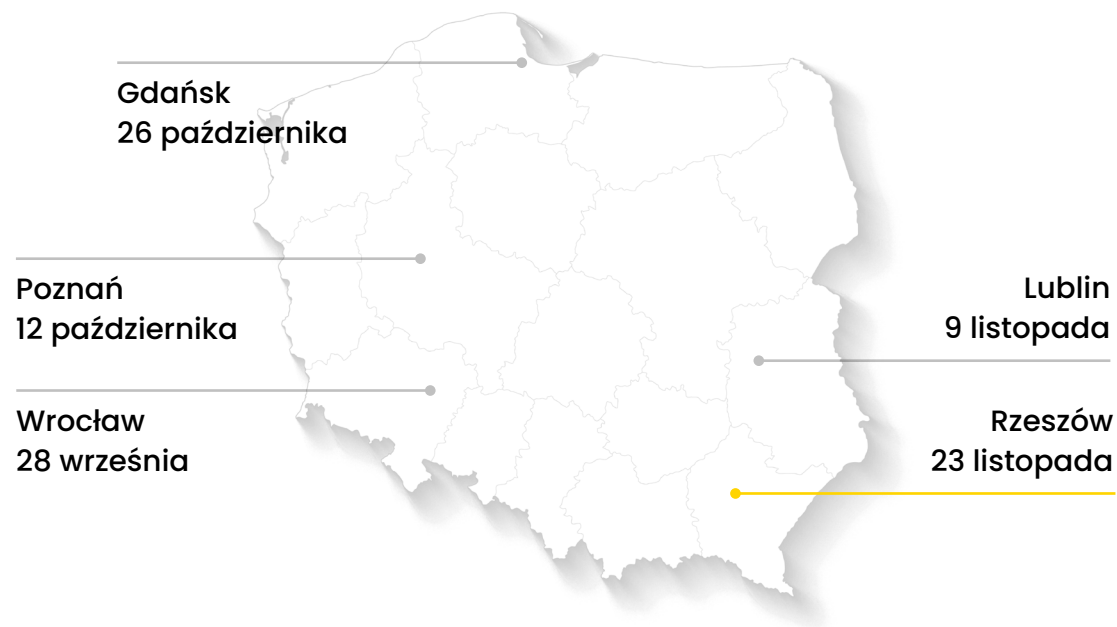 Gdańsk
26 października
Poznań
12 października
Lublin
9 listopada
Wrocław
28 września
Rzeszów
23 listopada